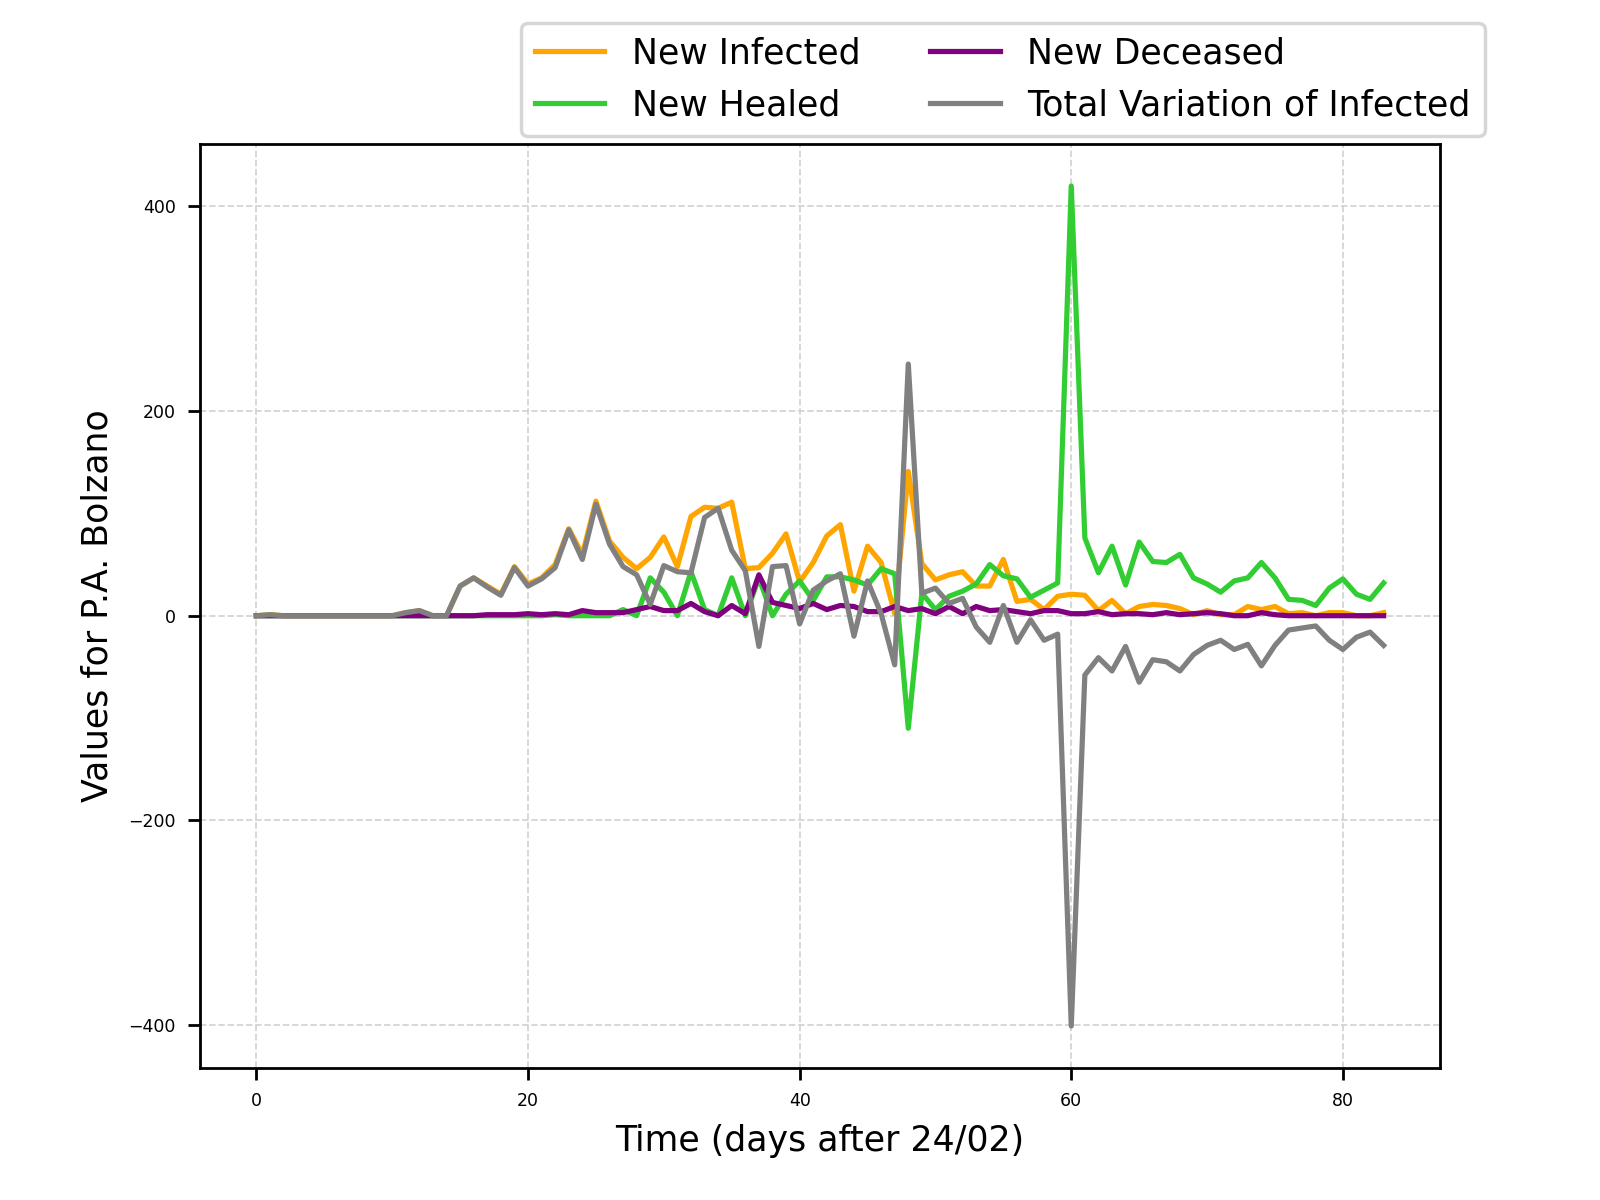 New Infected
New Healed
New Deceased
Total Variation of Infected
Values for P.A. Bolzano
400
200
0
−200
−400
0
20
40
60
80
Time (days after 24/02)